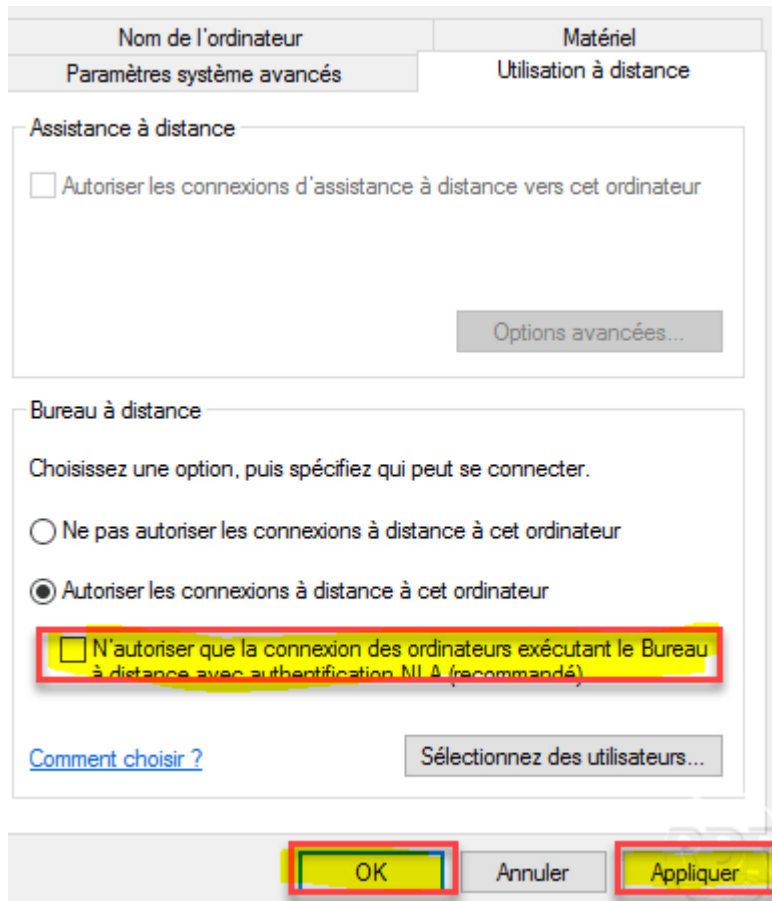 Nom de l'ordinateur
Matériel
Paramètres système avancés
Utilisation à distance
Assistance à distance
Autoriser les connexions d'assistance à distance vers cet ordinateur
Options avancées...
Bureau à distance
Choisissez une option, puis spécifiez qui peut se connecter.
Ne pas autoriser les connexions à distance à cet ordinateur
Autoriser les connexions à distance à cet ordinateur
N'autoriser que la connexion des ordinateurs exécutant le Bureau
à distance avec authentification NLA (recommandé)
Comment choisir ?
Sélectionnez des utilisateurs...
OK
Annuler
Appliquer